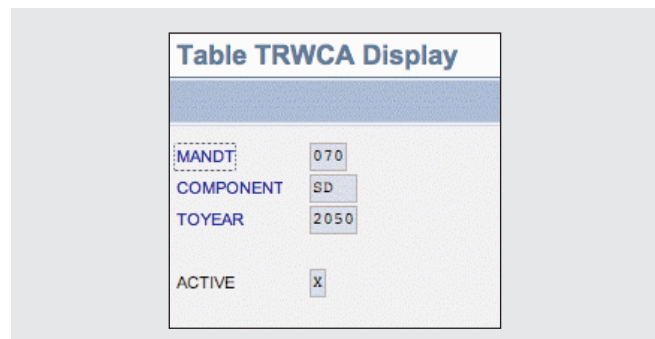 Table TRWCA Display
MANDT 070
COMPONENT SD
TOYEAR 2050
ACTIVE X